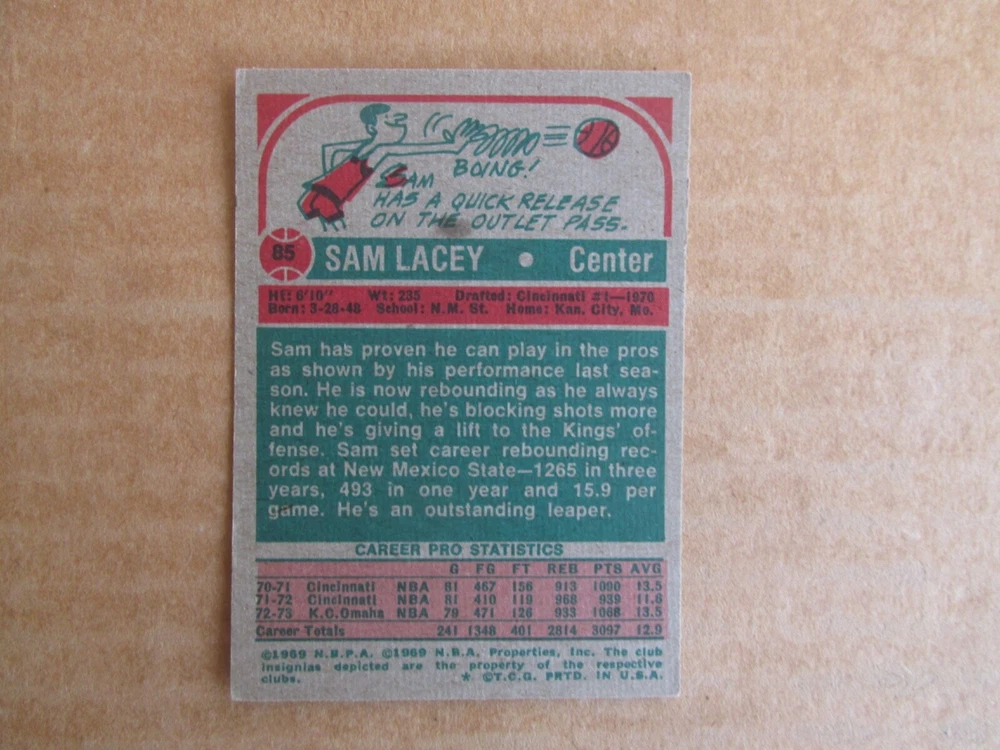 BOING!
SAM
HAS A QUICK RELEASE
ON THE OUTLET PASS.
85 SAM LACEY • Center
Ht: 6'10" Wt: 235 Drafted: Cincinnati #1—1970
Born: 3-28-48 School: N.M. St. Home: Kan. City, Mo.
Sam has proven he can play in the pros
as shown by his performance last sea-
son. He is now rebounding as he always
knew he could, he's blocking shots more
and he's giving a lift to the Kings' of-
fense. Sam set career rebounding rec-
ords at New Mexico State—1265 in three
years, 493 in one year and 15.9 per
game. He's an outstanding leaper.
CAREER PRO STATISTICS
G FG FT REB PTS AVG
70-71 Cincinnati NBA 81 467 156 913 1090 13.5
71-72 Cincinnati NBA 81 410 119 968 939 11.6
72-73 K.C.Omaha NBA 79 471 126 933 1068 13.5
Career Totals 241 1348 401 2814 3097 12.9
©1969 N.B.P.A. ©1969 N.B.A. Properties, Inc. The club
insignias depicted are the property of the respective
clubs. * ©T.C.G. PRTD. IN U.S.A.